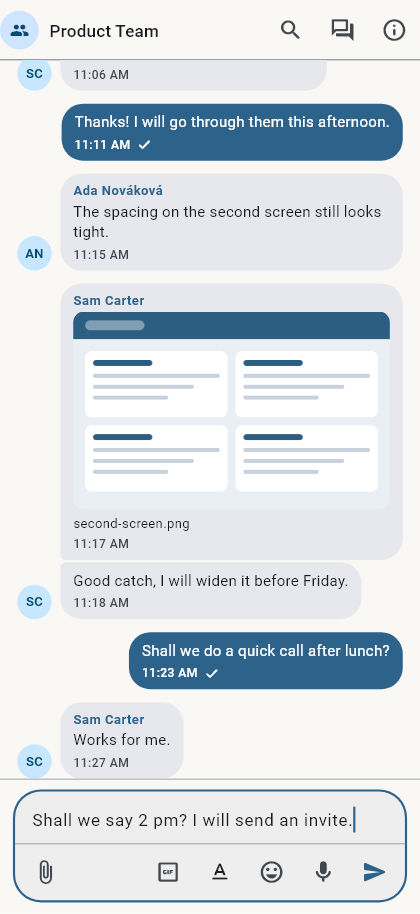 Product Team
SC
11:06 AM
Thanks! I will go through them this afternoon.
11:11 AM
Ada Nováková
The spacing on the second screen still looks
tight.
AN
11:15 AM
Sam Carter
second-screen.png
11:17 AM
Good catch, I will widen it before Friday.
SC
11:18 AM
Shall we do a quick call after lunch?
11:23 AM
Sam Carter
Works for me.
SC
11:27 AM
Shall we say 2 pm? I will send an invite.
GIF
A